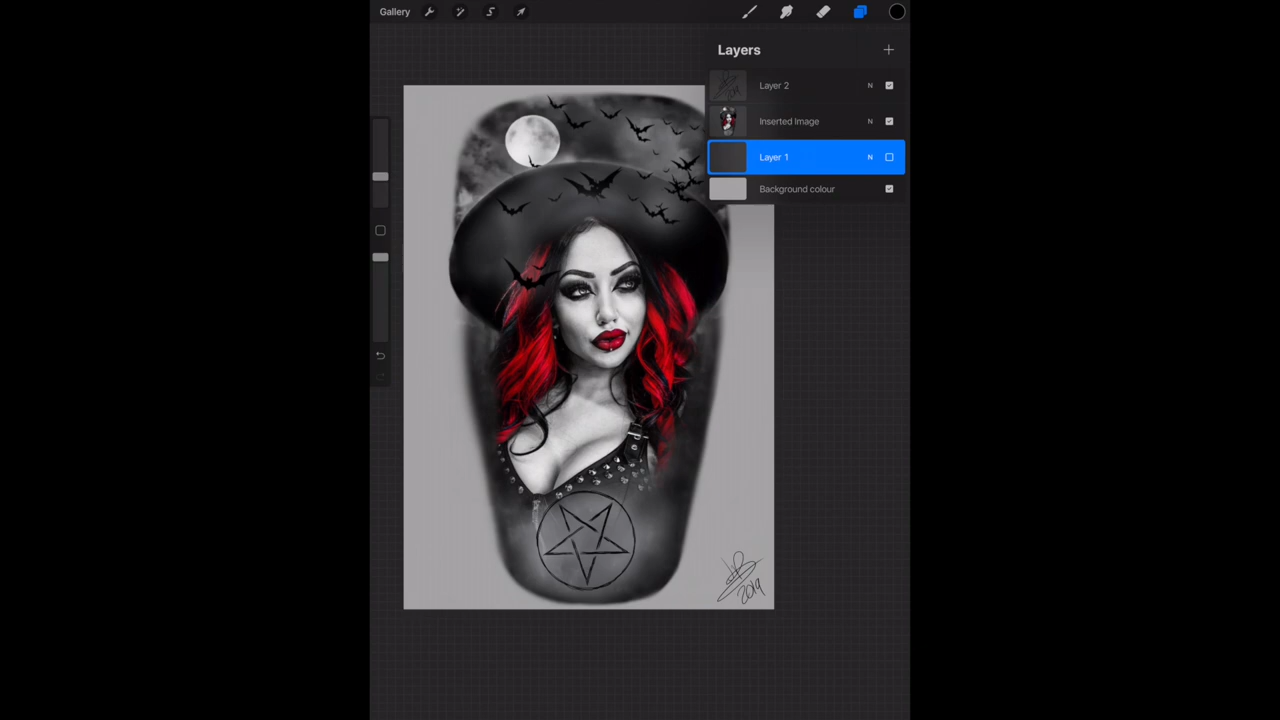 Gallery
Layers
Layer 2 N
Inserted Image N
Layer 1 N
Background colour N
2019